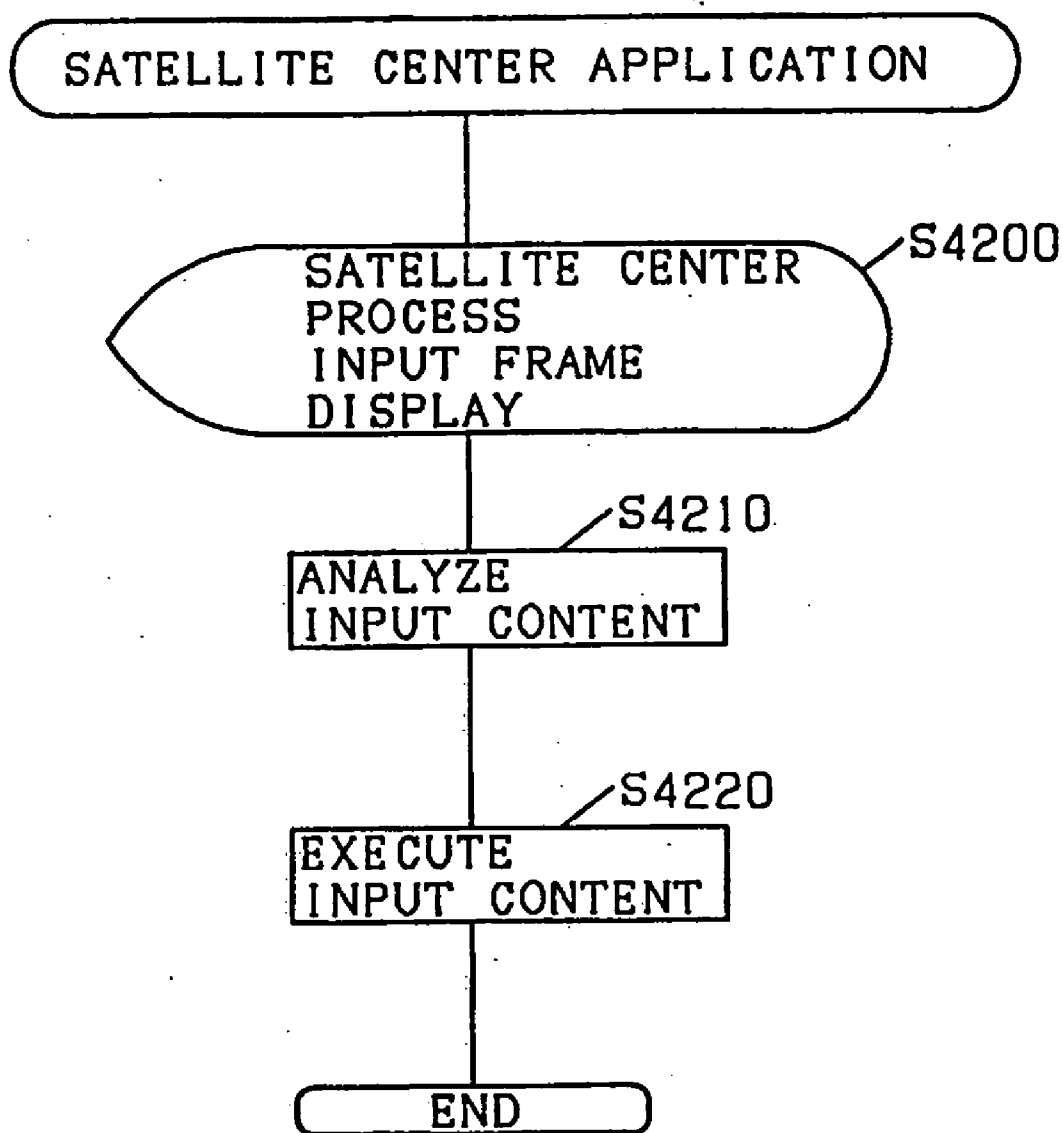 SATELLITE CENTER APPLICATION
S4200
SATELLITE CENTER
PROCESS
INPUT FRAME
DISPLAY
S4210
ANALYZE
INPUT CONTENT
S4220
EXECUTE
INPUT CONTENT
END